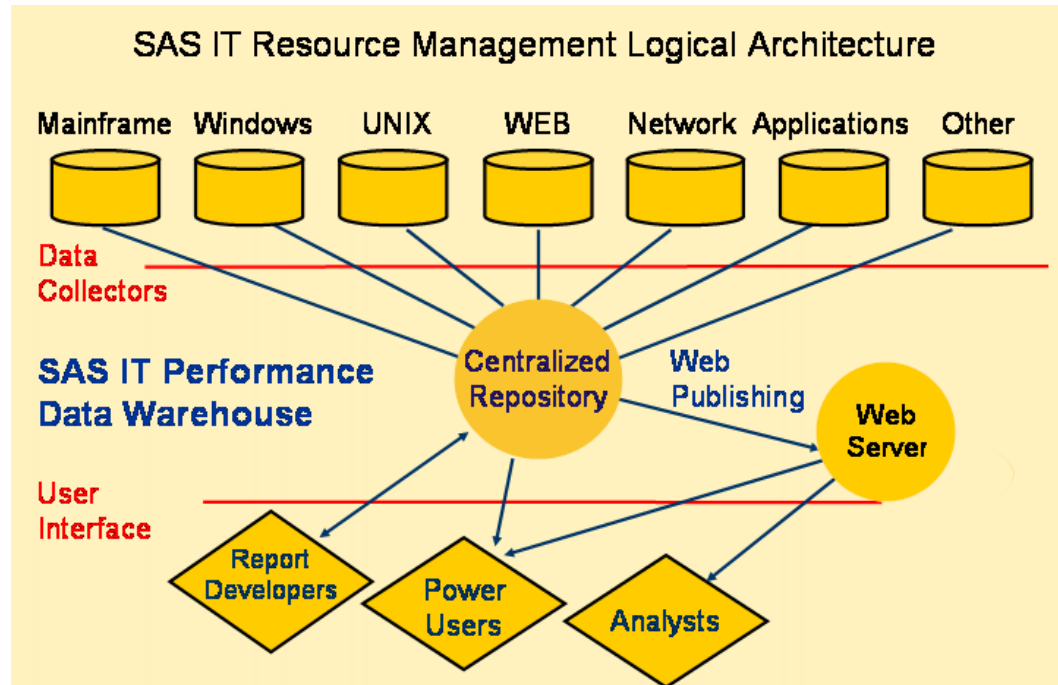 SAS IT Resource Management Logical Architecture
Mainframe Windows UNIX WEB Network Applications Other
Data
Collectors
SAS IT Performance
Data Warehouse
Centralized
Repository
Web
Publishing
Web
Server
User
Interface
Report
Developers
Power
Users
Analysts